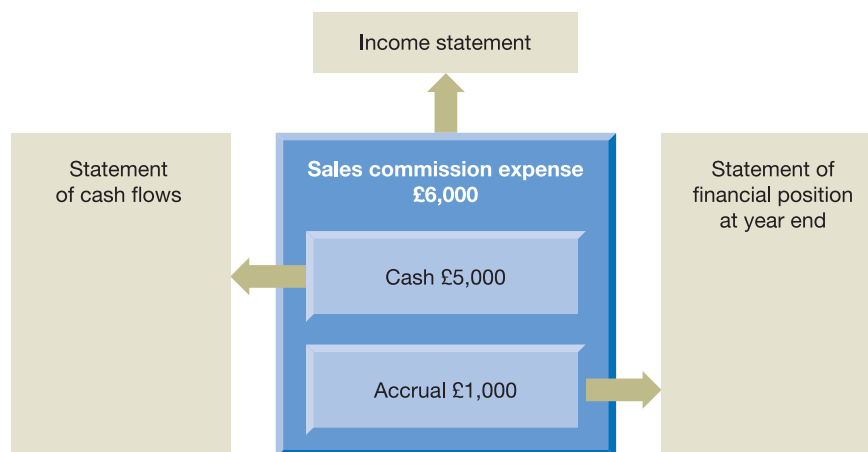 Income statement
Statement
of cash flows
Sales commission expense
£6,000
Cash £5,000
Accrual £1,000
Statement of
financial position
at year end